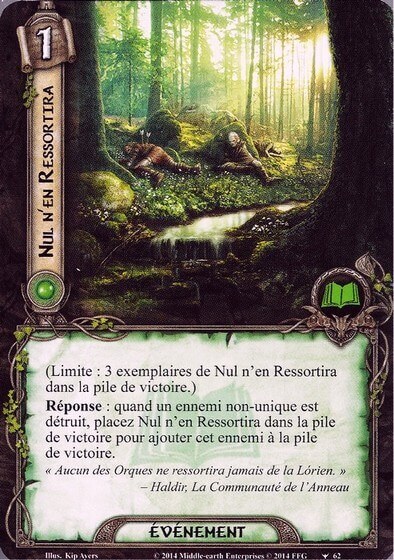 1
Nul n'en Ressortira
(Limite : 3 exemplaires de Nul n'en Ressortira
dans la pile de victoire.)
Réponse : quand un ennemi non-unique est
détruit, placez Nul n'en Ressortira dans la pile
de victoire pour ajouter cet ennemi à la pile
de victoire.
« Aucun des Orques ne ressortira jamais de la Lórien. »
– Haldir, La Communauté de l'Anneau
ÉVÉNEMENT
Illus. Kip Ayers © 2014 Middle-earth Enterprises © 2014 FFG 62